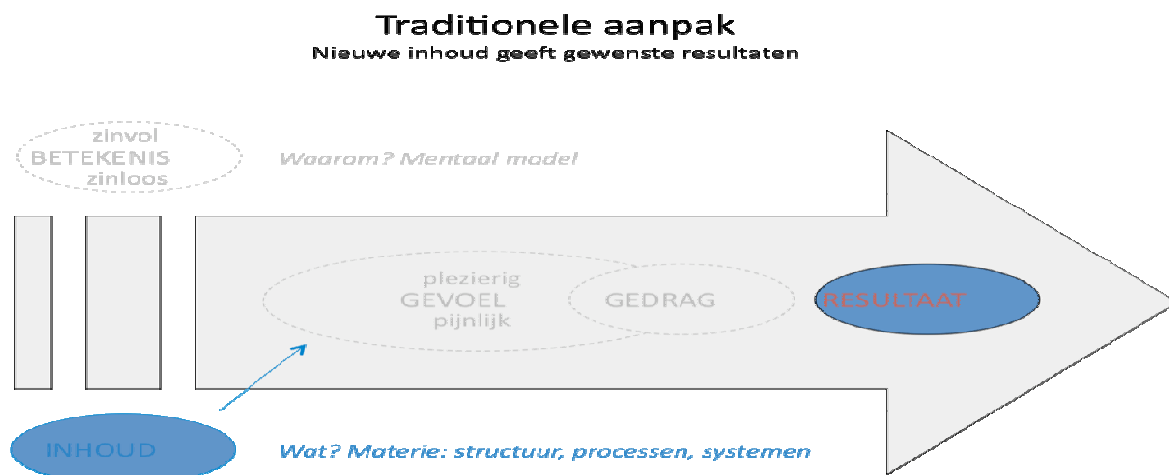 Traditionele aanpak
Nieuwe inhoud geeft gewenste resultaten
zinvol
BETEKENIS
zinloos
Waarom? Mentaal model
plezierig
GEVOEL
pijnlijk
GEDRAG
RESULTAAT
INHOUD
Wat? Materie: structuur, processen, systemen